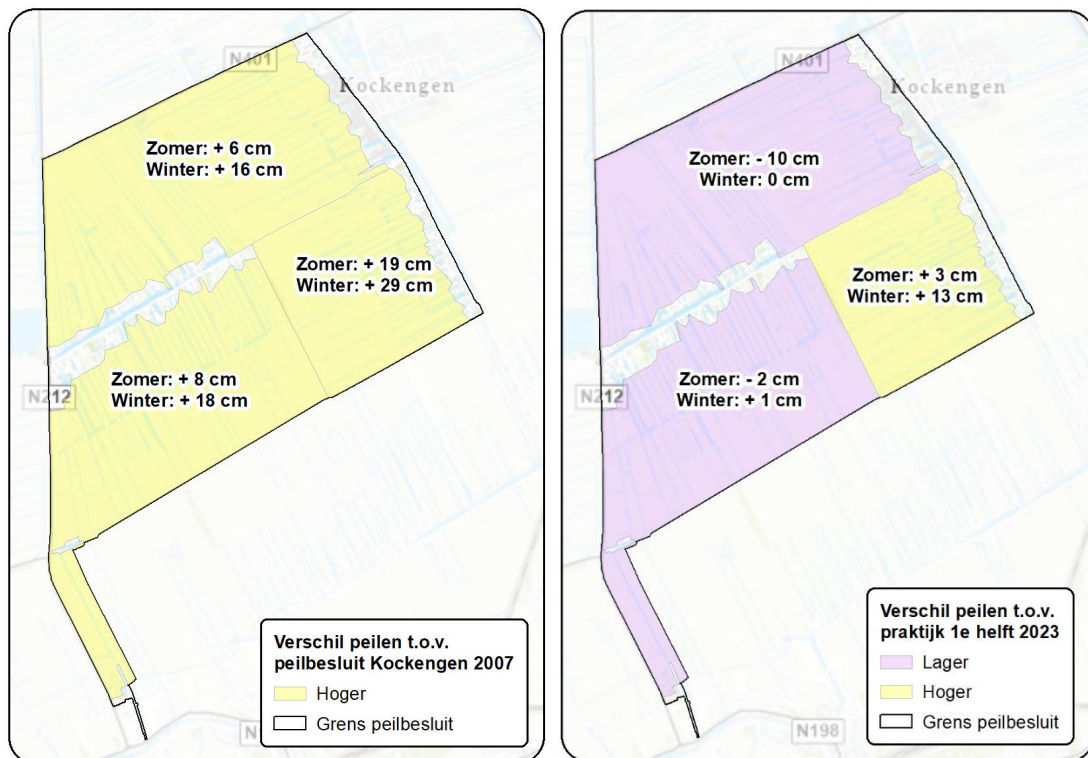 N401
Kockengen
Zomer: + 6 cm
Winter: + 16 cm
Zomer: + 19 cm
Winter: + 29 cm
Zomer: + 8 cm
Winter: + 18 cm
N212
Verschil peilen t.o.v.
peilbesluit Kockengen 2007
Hoger
Grens peilbesluit
N401
Kockengen
Zomer: - 10 cm
Winter: 0 cm
Zomer: + 3 cm
Winter: + 13 cm
Zomer: - 2 cm
Winter: + 1 cm
N212
Verschil peilen t.o.v.
praktijk 1e helft 2023
Lager
Hoger
Grens peilbesluit
N198